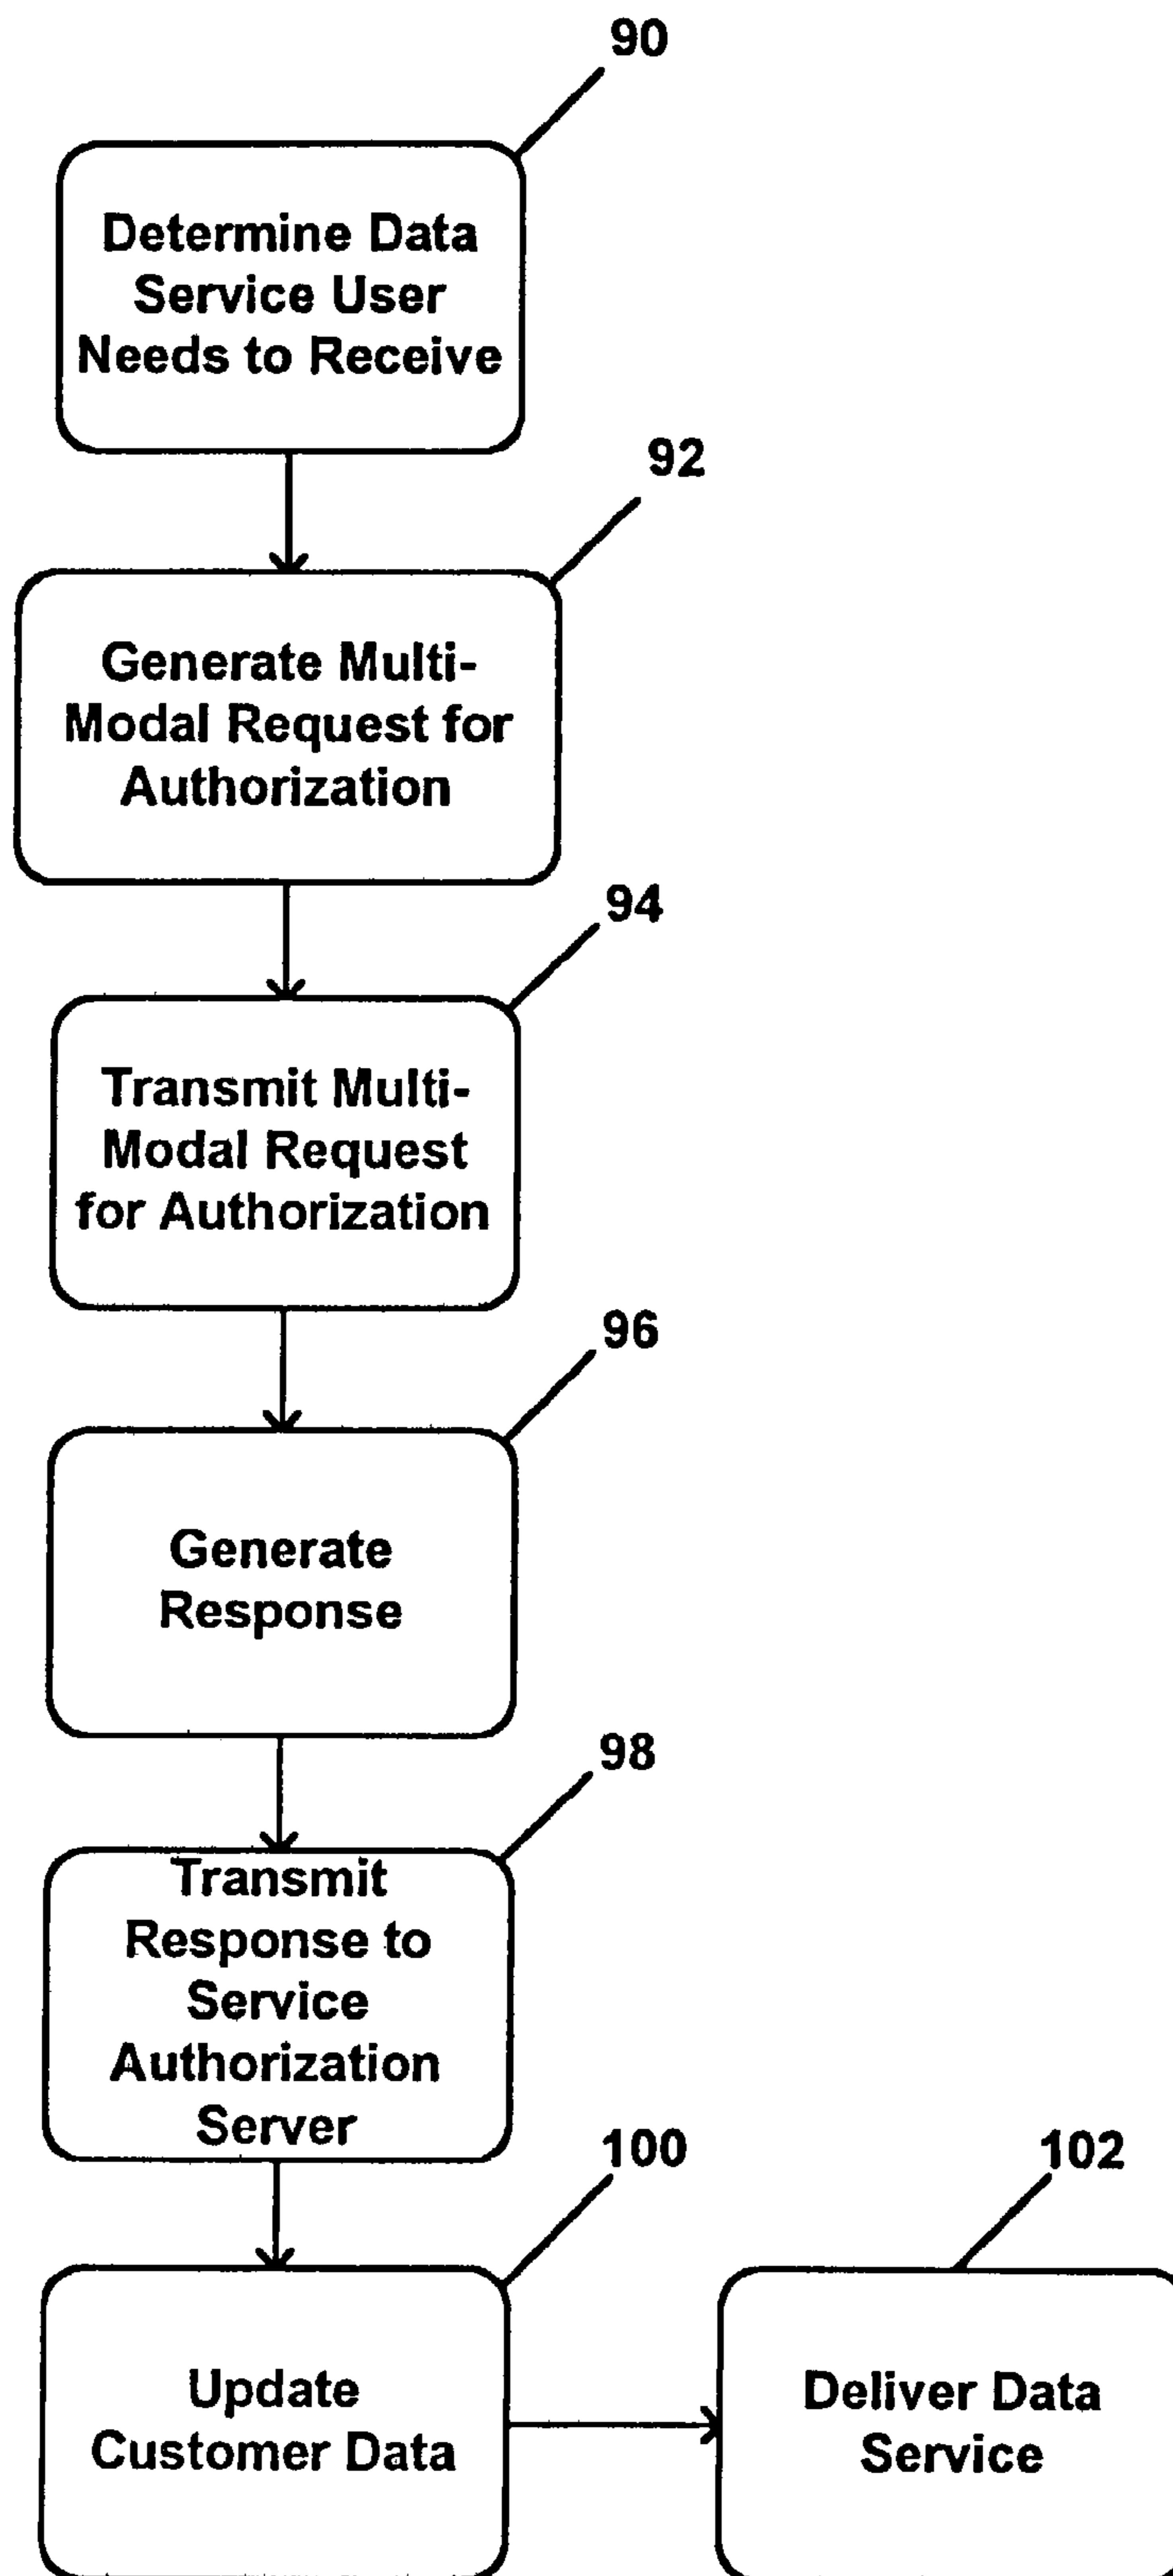 90
Determine Data
Service User
Needs to Receive
92
Generate Multi-
Modal Request for
Authorization
94
Transmit Multi-
Modal Request
for Authorization
96
Generate
Response
98
Transmit
Response to
Service
Authorization
Server
100
Update
Customer Data
102
Deliver Data
Service